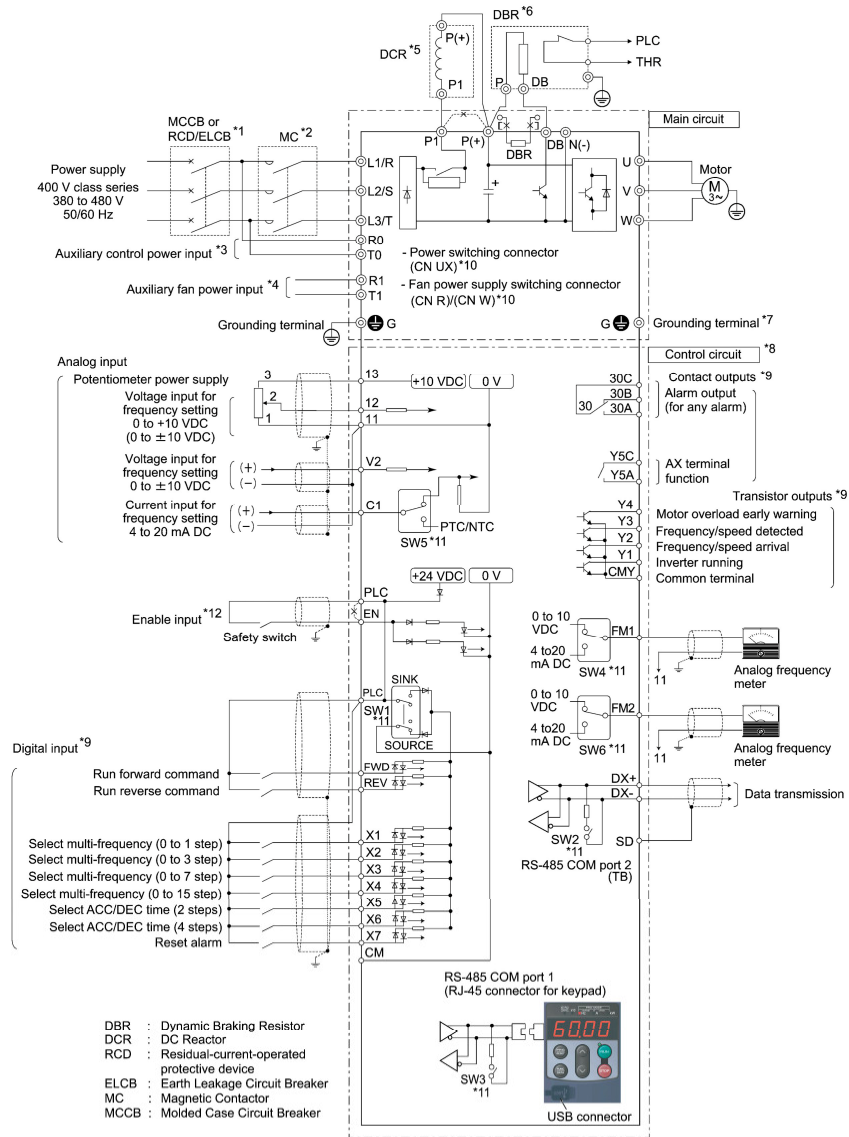 DBR *6
DCR *5
P(+)
P1
PLC
THR
P
DB
MCCB or
RCD/ELCB *1
MC *2
P1
P(+)
DBR
DB
N(-)
Main circuit
Power supply
400 V class series
380 to 480 V
50/60 Hz
L1/R
L2/S
L3/T
R0
T0
+
U
V
W
Motor
M
3~
Auxiliary control power input *3
- Power switching connector
(CN UX)*10
Auxiliary fan power input *4
R1
T1
- Fan power supply switching connector
(CN R)/(CN W)*10
Grounding terminal
G
G
Grounding terminal *7
Control circuit *8
Analog input
Potentiometer power supply
Voltage input for
frequency setting
0 to +10 VDC
(0 to ±10 VDC)
3
2
1
13
12
11
+10 VDC
0 V
Voltage input for
frequency setting
0 to ±10 VDC
(+)
(−)
V2
Current input for
frequency setting
4 to 20 mA DC
(+)
(−)
C1
PTC/NTC
SW5*11
30C
30B
30A
30
Contact outputs *9
Alarm output
(for any alarm)
Y5C
Y5A
AX terminal
function
Transistor outputs *9
Y4
Motor overload early warning
Y3
Frequency/speed detected
Y2
Frequency/speed arrival
Y1
Inverter running
CMY
Common terminal
+24 VDC
0 V
PLC
EN
Enable input*12
Safety switch
0 to 10
VDC
4 to20
mA DC
SW4 *11
FM1
11
Analog frequency
meter
0 to 10
VDC
4 to20
mA DC
SW6 *11
FM2
11
Analog frequency
meter
PLC
SINK
SW1
*11
SOURCE
Digital input*9
Run forward command
FWD
Run reverse command
REV
DX+
DX-
Data transmission
SW2
*11
SD
RS-485 COM port 2
(TB)
Select multi-frequency (0 to 1 step)
X1
Select multi-frequency (0 to 3 step)
X2
Select multi-frequency (0 to 7 step)
X3
Select multi-frequency (0 to 15 step)
X4
Select ACC/DEC time (2 steps)
X5
Select ACC/DEC time (4 steps)
X6
Reset alarm
X7
CM
RS-485 COM port 1
(RJ-45 connector for keypad)
SW3
*11
60.00
USB connector
DBR : Dynamic Braking Resistor
DCR : DC Reactor
RCD : Residual-current-operated
protective device
ELCB : Earth Leakage Circuit Breaker
MC : Magnetic Contactor
MCCB : Molded Case Circuit Breaker